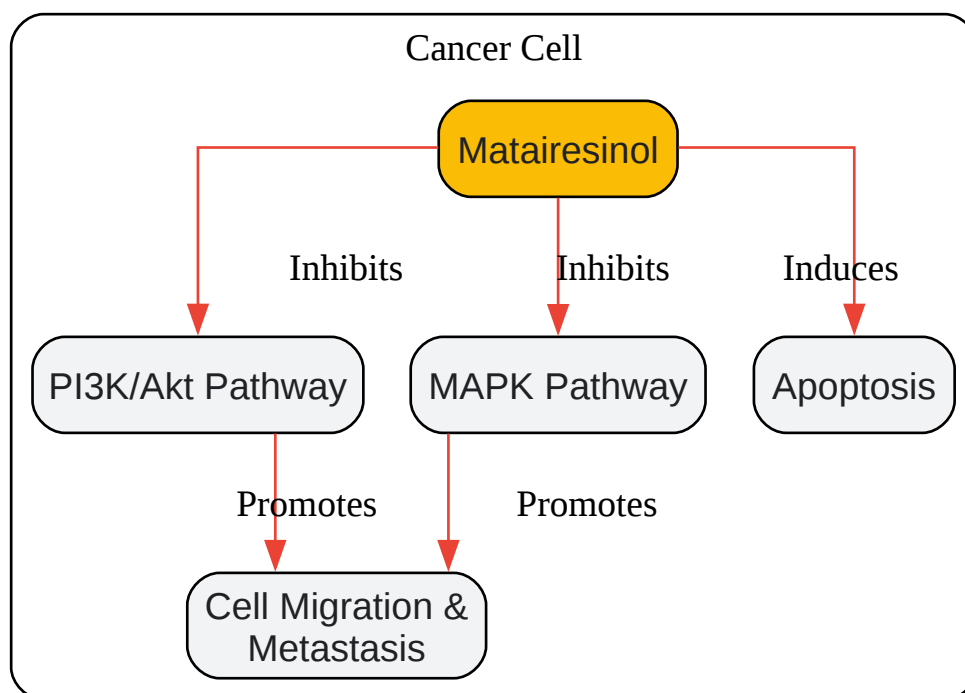 Cancer Cell
Matairesinol
Inhibits
Inhibits
Induces
PI3K/Akt Pathway
MAPK Pathway
Apoptosis
Promotes
Promotes
Cell Migration &
Metastasis